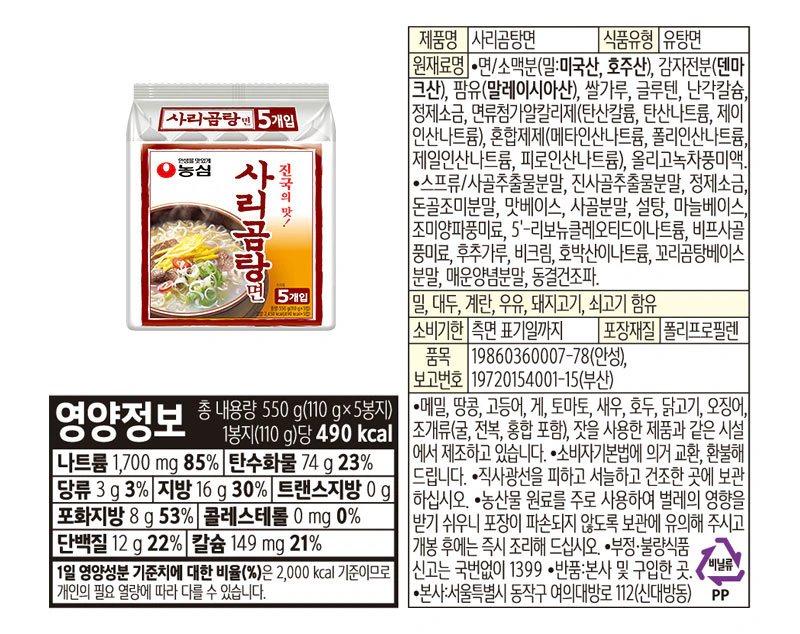 사리곰탕면 5개입
인생을 맛있게
농심
진국의 맛!
사리곰탕면
5개입
영양정보 총 내용량 550 g(110 g×5봉지)
1봉지(110 g)당 490 kcal
나트륨 1,700 mg 85% 탄수화물 74 g 23%
당류 3 g 3% 지방 16 g 30% 트랜스지방 0 g
포화지방 8 g 53% 콜레스테롤 0 mg 0%
단백질 12 g 22% 칼슘 149 mg 21%
1일 영양성분 기준치에 대한 비율(%)은 2,000 kcal 기준이므로
개인의 필요 열량에 따라 다를 수 있습니다.
제품명 사리곰탕면 식품유형 유탕면
원재료명 •면/소맥분(밀:미국산, 호주산), 감자전분(덴마
크산), 팜유(말레이시아산), 쌀가루, 글루텐, 난각칼슘,
정제소금, 면류첨가알칼리제(탄산칼륨, 탄산나트륨, 제이
인산나트륨), 혼합제제(메타인산나트륨, 폴리인산나트륨,
제일인산나트륨, 피로인산나트륨), 올리고녹차풍미액.
•스프류/사골추출물분말, 진사골추출물분말, 정제소금,
돈골조미분말, 맛베이스, 사골분말, 설탕, 마늘베이스,
조미양파풍미료, 5'-리보뉴클레오티드이나트륨, 비프사골
풍미료, 후추가루, 비크림, 호박산이나트륨, 꼬리곰탕베이스
분말, 매운양념분말, 동결건조파.
밀, 대두, 계란, 우유, 돼지고기, 쇠고기 함유
소비기한 측면 표기일까지 포장재질 폴리프로필렌
품목 19860360007-78(안성),
보고번호 19720154001-15(부산)
•메밀, 땅콩, 고등어, 게, 토마토, 새우, 호두, 닭고기, 오징어,
조개류(굴, 전복, 홍합 포함), 잣을 사용한 제품과 같은 시설
에서 제조하고 있습니다. •소비자기본법에 의거 교환, 환불해
드립니다. •직사광선을 피하고 서늘하고 건조한 곳에 보관
하십시오. •농산물 원료를 주로 사용하여 벌레의 영향을
받기 쉬우니 포장이 파손되지 않도록 보관에 유의해 주시고
개봉 후에는 즉시 조리해 드십시오. •부정·불량식품
신고는 국번없이 1399 •반품:본사 및 구입한 곳.
•본사:서울특별시 동작구 여의대방로 112(신대방동)
비닐류
PP